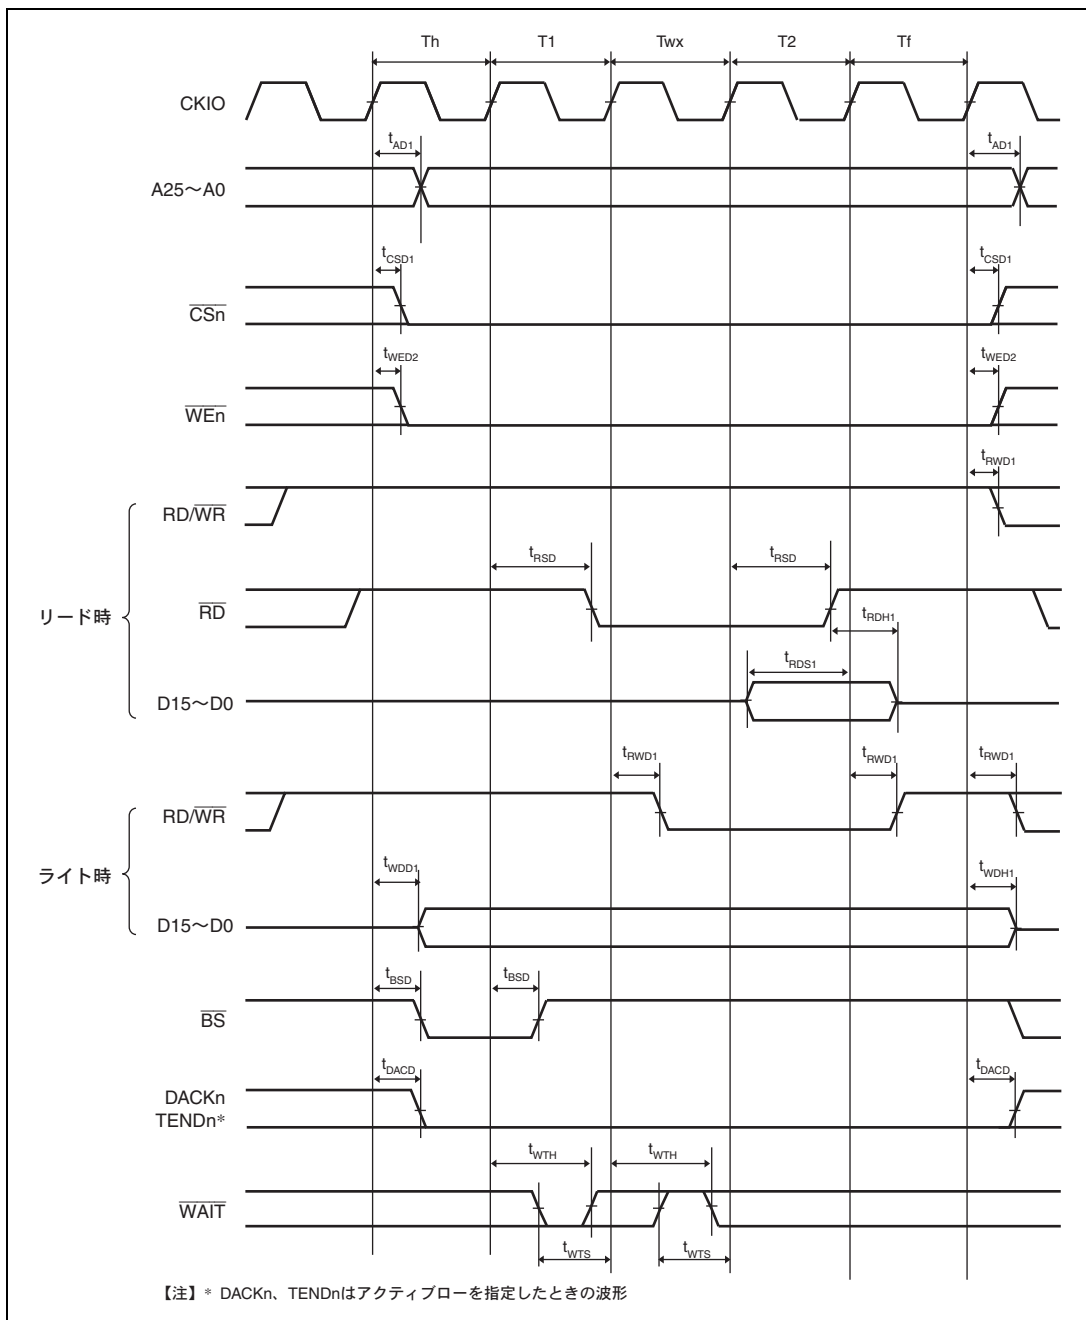 Th T1 Twx T2 Tf
CKIO
tAD1 tAD1
A25～A0
tCSD1 tCSD1
CSn
tWED2 tWED2
WEn
tRWD1
RD/WR
tRSD tRSD
リード時
RD
tRDH1
tRDS1
D15～D0
tRWD1 tRWD1 tRWD1
RD/WR
ライト時
tWDD1 tWDH1
D15～D0
tBSD tBSD
BS
tDACD tDACD
DACKn
TENDn*
tWTH tWTH
WAIT
tWTS tWTS
【注】* DACKn、TENDnはアクティブローを指定したときの波形